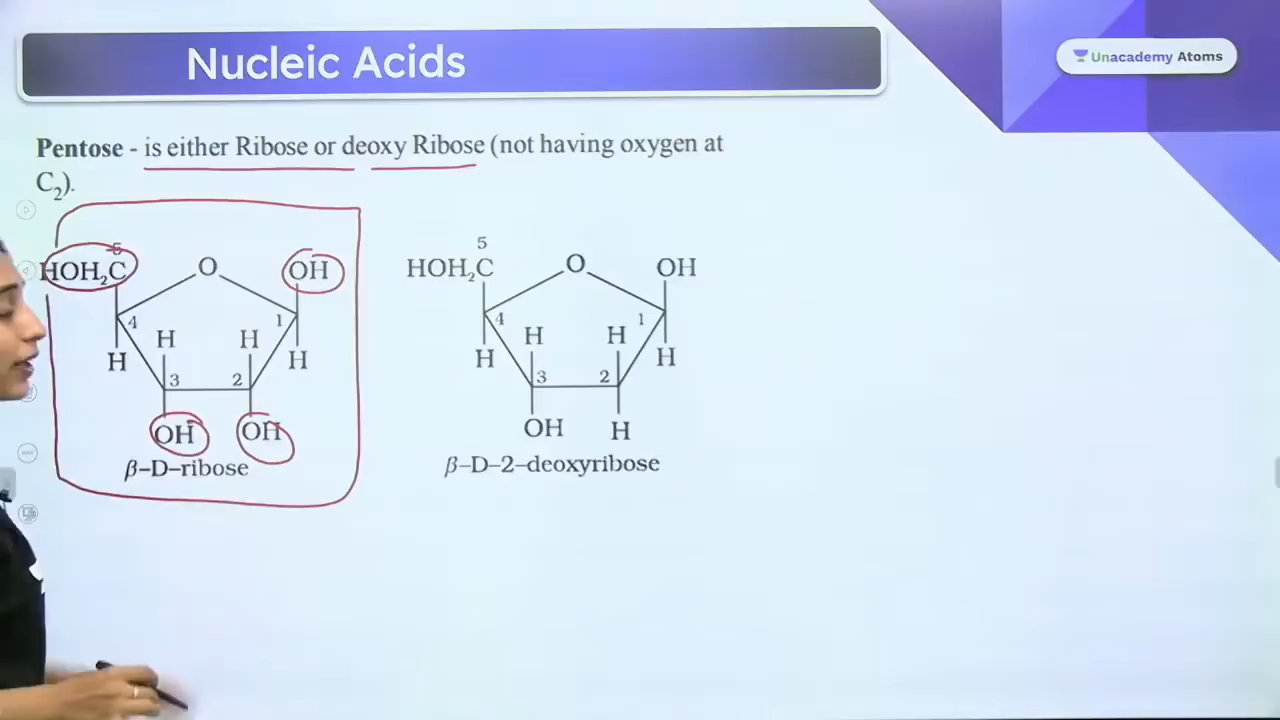 Nucleic Acids
Unacademy Atoms
Pentose - is either Ribose or deoxy Ribose (not having oxygen at
C₂).
5
HOH₂C
O
OH
4
H
H
1
H
H
3
2
OH
OH
β–D–ribose
5
HOH₂C
O
OH
4
H
H
1
H
H
3
2
OH
H
β–D–2–deoxyribose